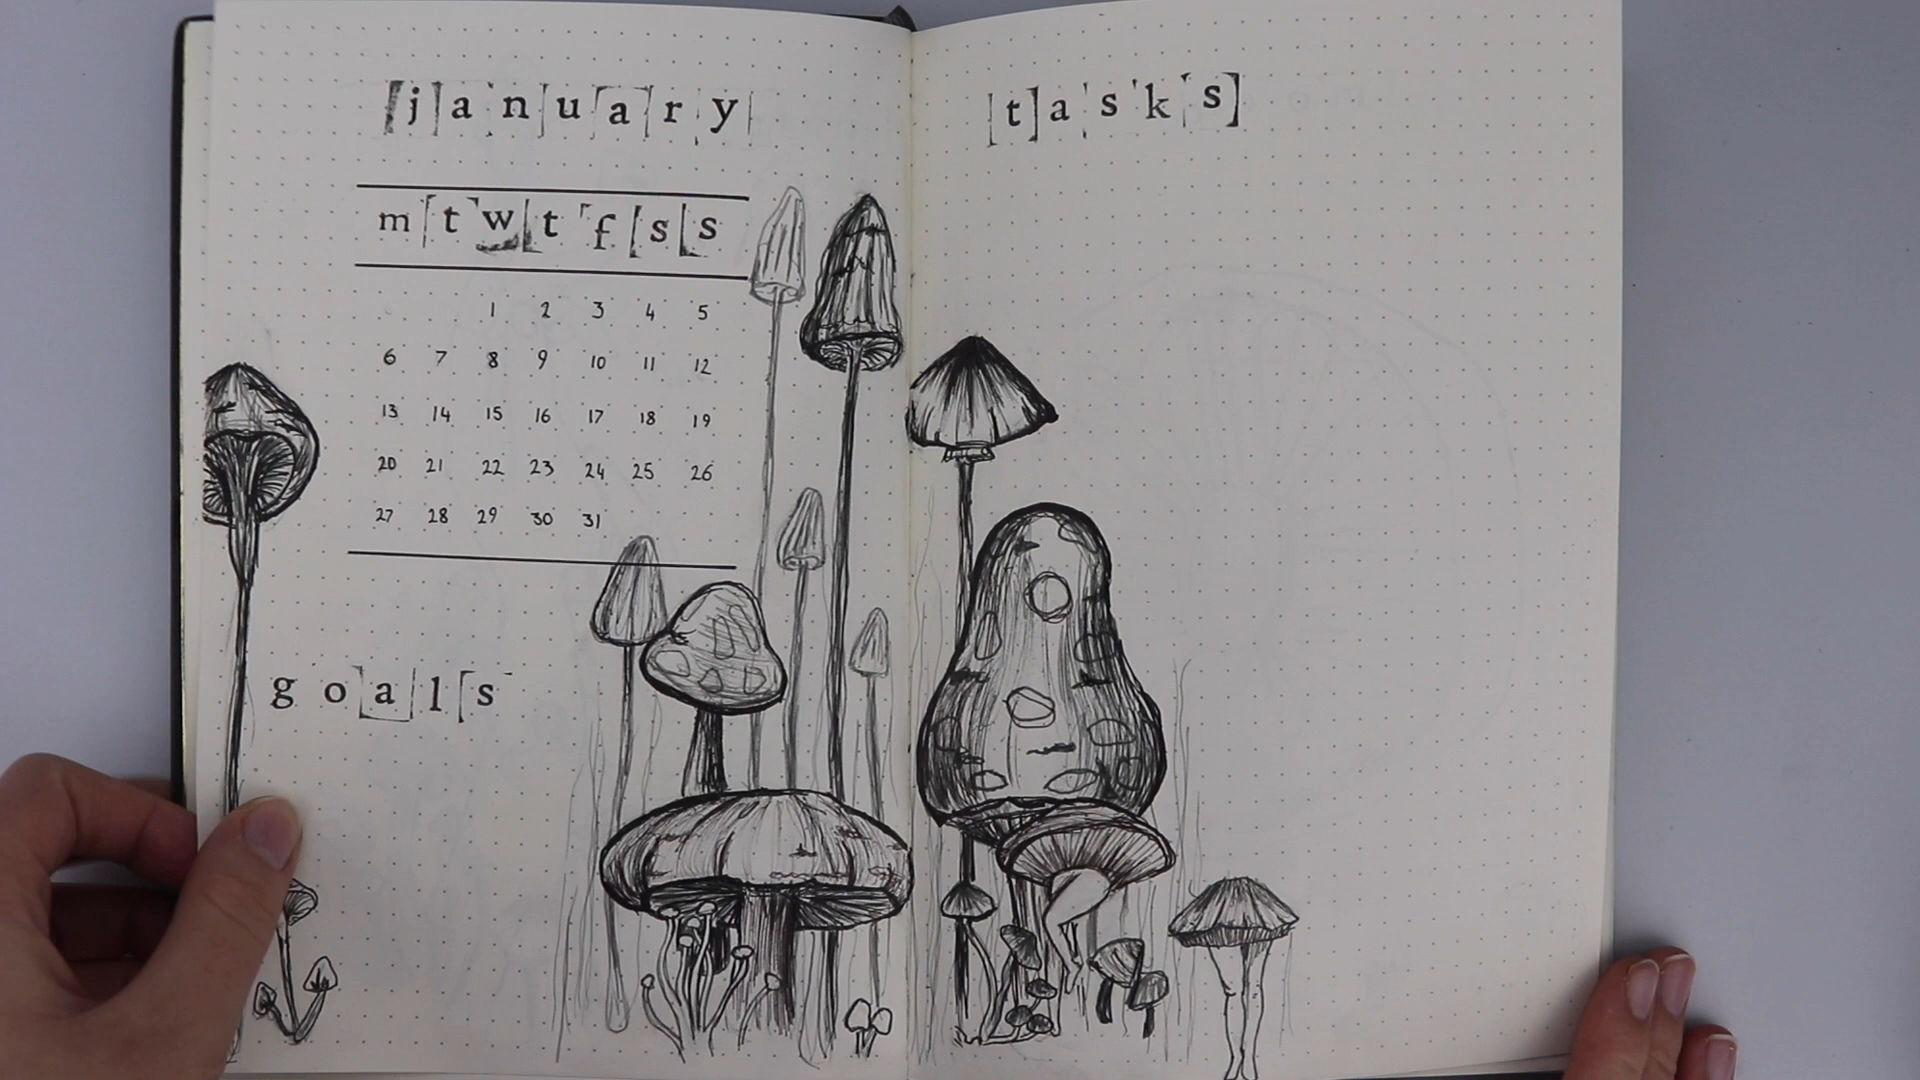 january
m t w t f s s
1 2 3 4 5
6 7 8 9 10 11 12
13 14 15 16 17 18 19
20 21 22 23 24 25 26
27 28 29 30 31
goals
tasks